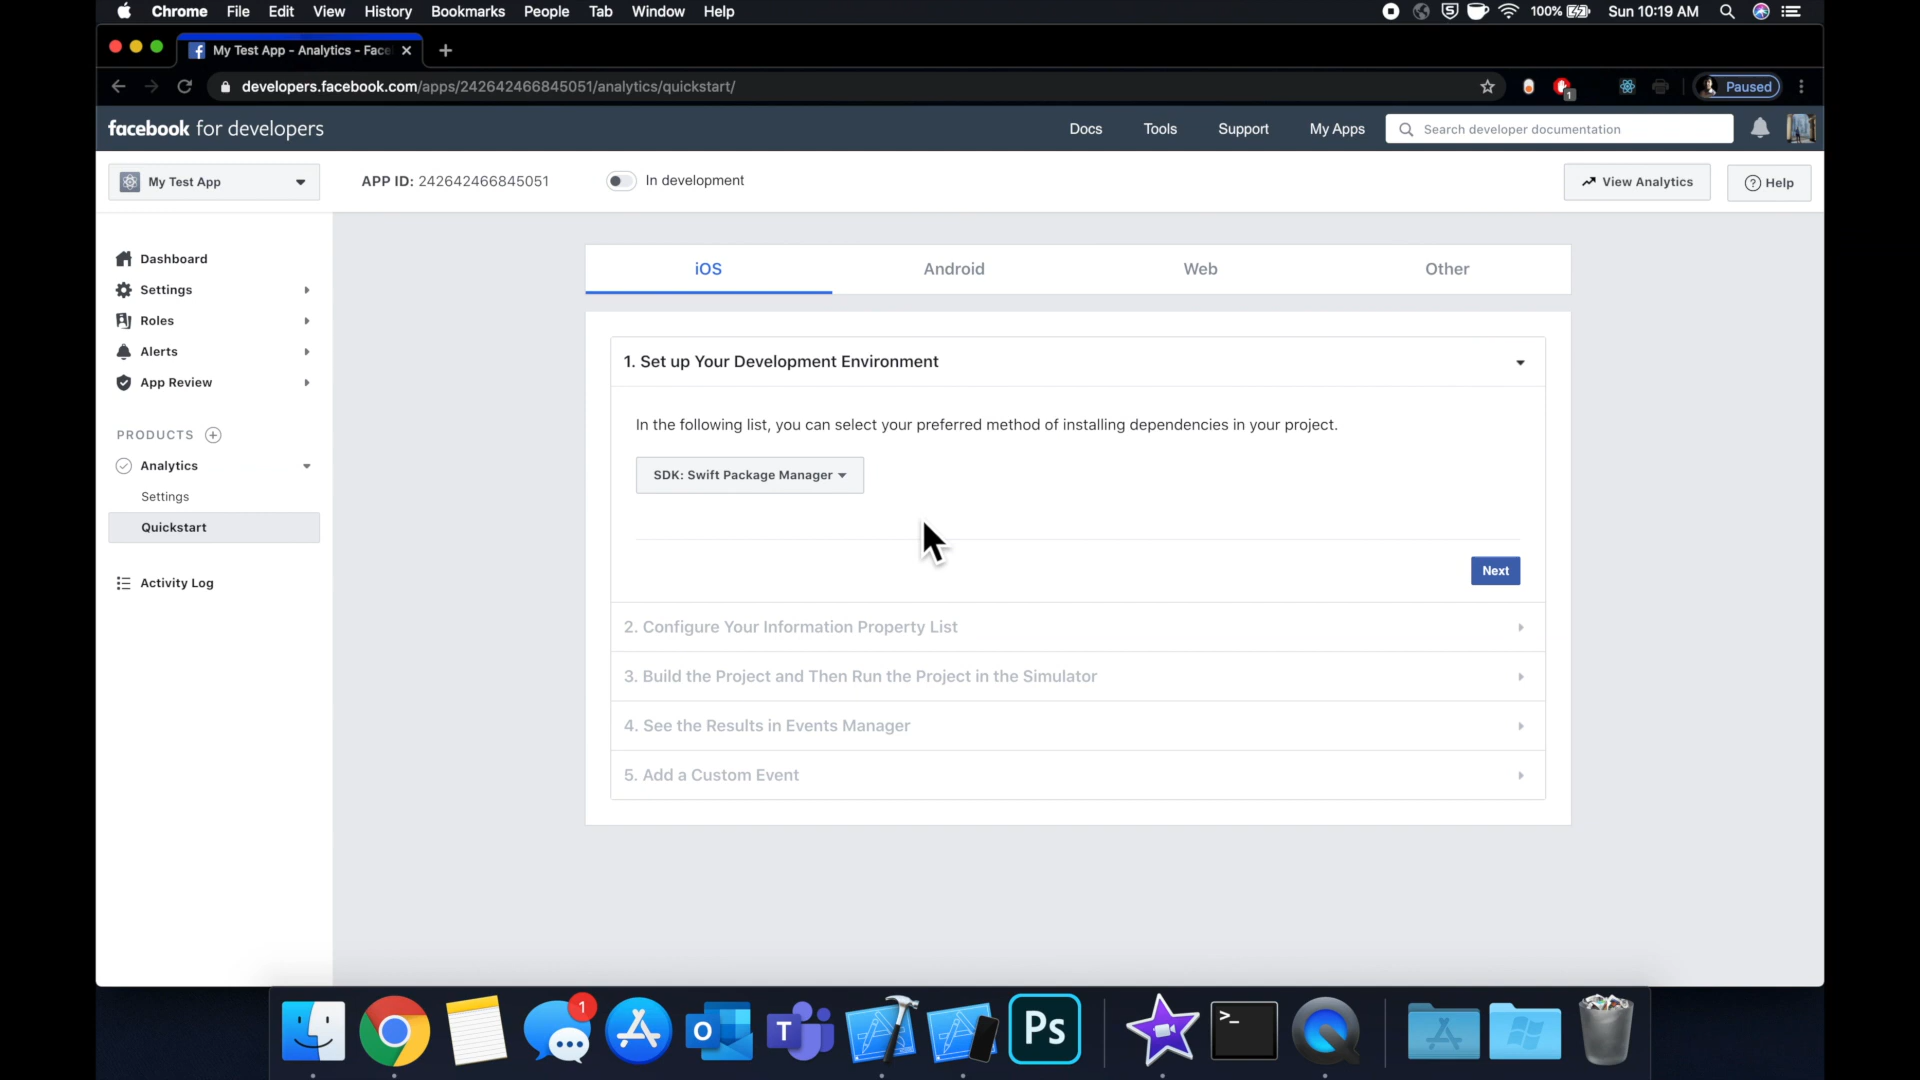 Chrome File Edit View History Bookmarks People Tab Window Help
100% Sun 10:19 AM
My Test App - Analytics - Face
developers.facebook.com/apps/242642466845051/analytics/quickstart/
1
Paused
facebook for developers
Docs Tools Support My Apps Search developer documentation
My Test App
APP ID: 242642466845051
In development
View Analytics
Help
Dashboard
Settings
Roles
Alerts
App Review
PRODUCTS
Analytics
Settings
Quickstart
Activity Log
iOS Android Web Other
1. Set up Your Development Environment
In the following list, you can select your preferred method of installing dependencies in your project.
SDK: Swift Package Manager
Next
2. Configure Your Information Property List
3. Build the Project and Then Run the Project in the Simulator
4. See the Results in Events Manager
5. Add a Custom Event
1
O
T
Ps
>_